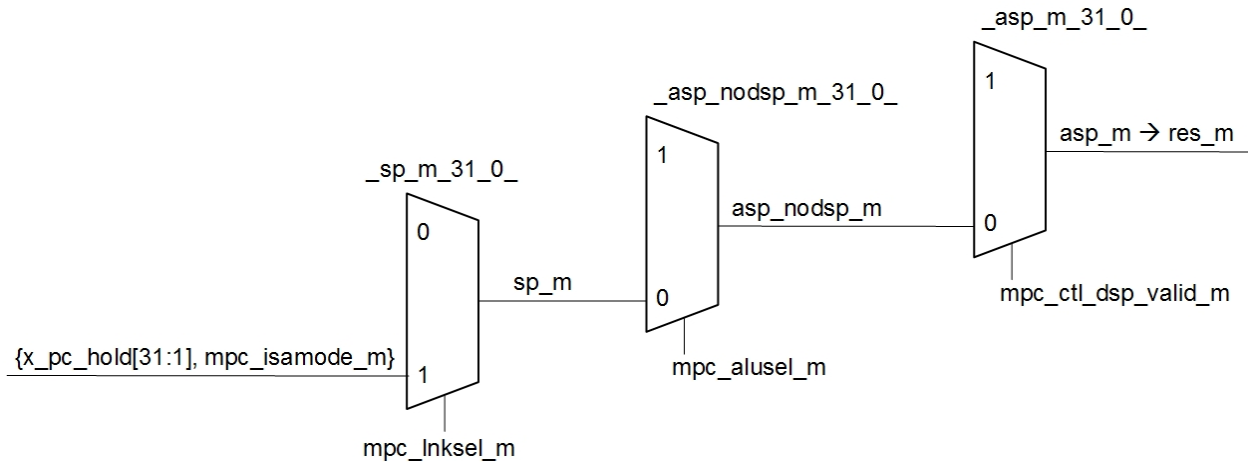 _asp_m_31_0_
1
_asp_nodsp_m_31_0_
asp_m → res_m
1
_sp_m_31_0_
asp_nodsp_m
0
0
sp_m
0
mpc_ctl_dsp_valid_m
{x_pc_hold[31:1], mpc_isamode_m}
1
mpc_alusel_m
mpc_lnksel_m